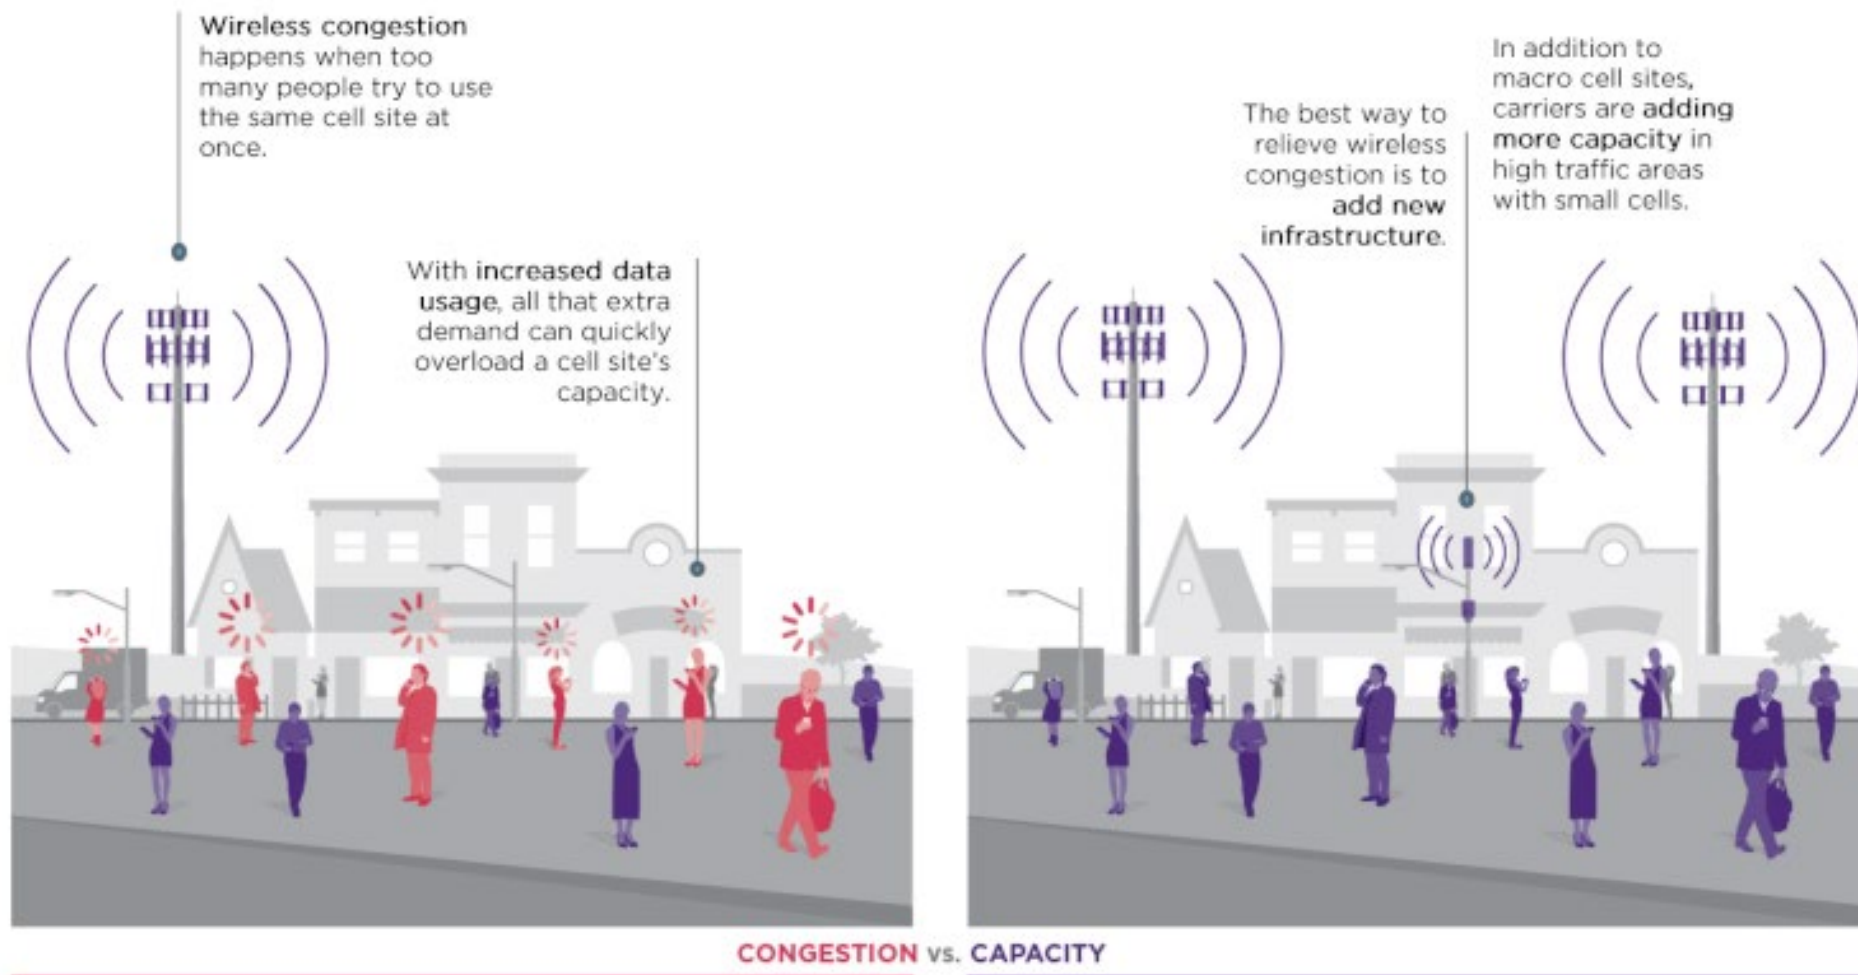 Wireless congestion
happens when too
many people try to use
the same cell site at
once.
With increased data
usage, all that extra
demand can quickly
overload a cell site's
capacity.
The best way to
relieve wireless
congestion is to
add new
infrastructure.
In addition to
macro cell sites,
carriers are adding
more capacity in
high traffic areas
with small cells.
CONGESTION vs. CAPACITY